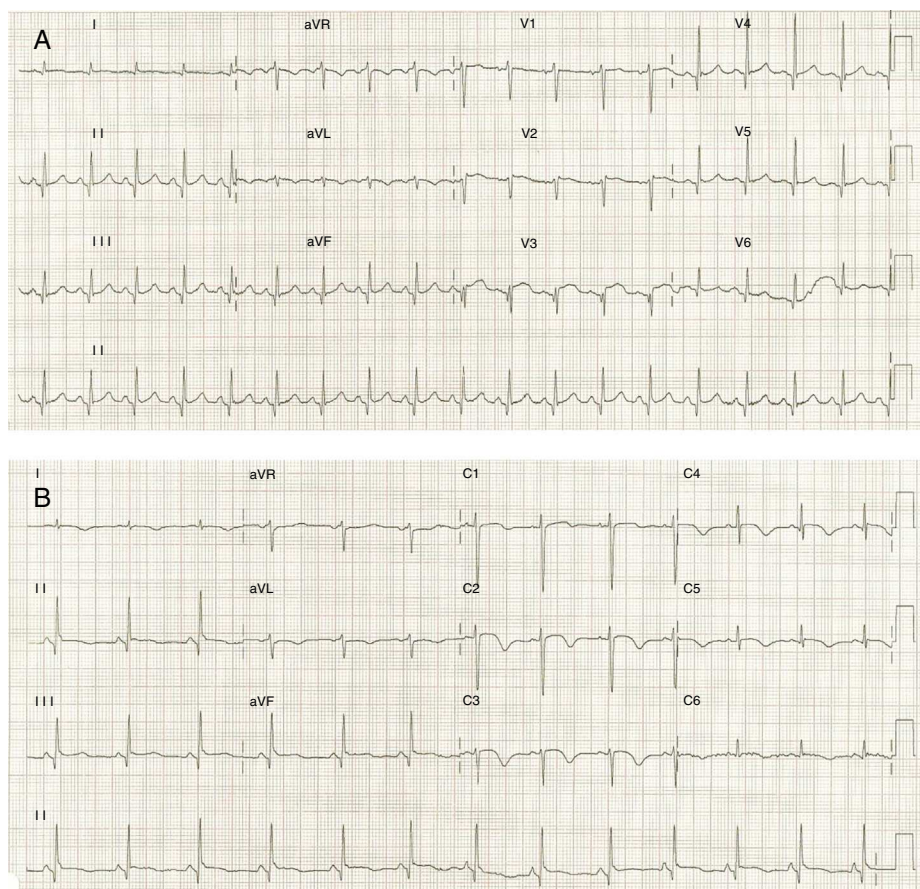 A
I aVR V1 V4
II aVL V2 V5
III aVF V3 V6
II
B
I aVR C1 C4
II aVL C2 C5
III aVF C3 C6
II